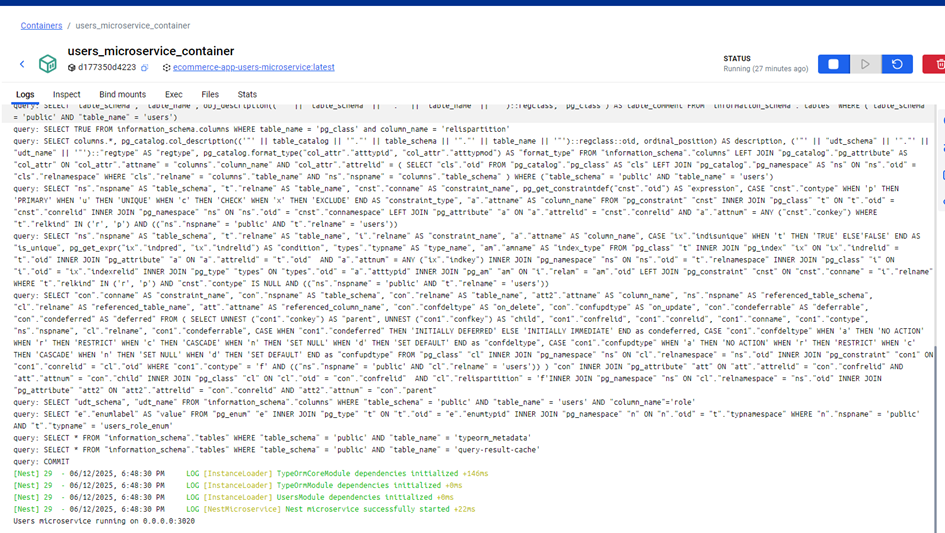 Containers / users_microservice_container
users_microservice_container
d177350d4223 ecommerce-app-users-microservice:latest
STATUS
Running (27 minutes ago)
Logs Inspect Bind mounts Exec Files Stats
query: SELECT "table_schema", "table_name", obj_description(('"' || "table_schema" || '"."' || "table_name" || '"')::regclass, 'pg_class') AS table_comment FROM "information_schema"."tables" WHERE ("table_schema"
= 'public' AND "table_name" = 'users')
query: SELECT TRUE FROM information_schema.columns WHERE table_name = 'pg_class' and column_name = 'relispartition'
query: SELECT columns.*, pg_catalog.col_description(('"' || table_catalog || '"."' || table_schema || '"."' || table_name || '"')::regclass::oid, ordinal_position) AS description, ('"' || "udt_schema" || '"."' ||
"udt_name" || '"')::"regtype" AS "regtype", pg_catalog.format_type("col_attr"."atttypid", "col_attr"."atttypmod") AS "format_type" FROM "information_schema"."columns" LEFT JOIN "pg_catalog"."pg_attribute" AS
"col_attr" ON "col_attr"."attname" = "columns"."column_name" AND "col_attr"."attrelid" = ( SELECT "cls"."oid" FROM "pg_catalog"."pg_class" AS "cls" LEFT JOIN "pg_catalog"."pg_namespace" AS "ns" ON "ns"."oid" =
"cls"."relnamespace" WHERE "cls"."relname" = "columns"."table_name" AND "ns"."nspname" = "columns"."table_schema" ) WHERE ("table_schema" = 'public' AND "table_name" = 'users')
query: SELECT "ns"."nspname" AS "table_schema", "t"."relname" AS "table_name", "cnst"."conname" AS "constraint_name", pg_get_constraintdef("cnst"."oid") AS "expression", CASE "cnst"."contype" WHEN 'p' THEN
'PRIMARY' WHEN 'u' THEN 'UNIQUE' WHEN 'c' THEN 'CHECK' WHEN 'x' THEN 'EXCLUDE' END AS "constraint_type", "a"."attname" AS "column_name" FROM "pg_constraint" "cnst" INNER JOIN "pg_class" "t" ON "t"."oid" =
"cnst"."conrelid" INNER JOIN "pg_namespace" "ns" ON "ns"."oid" = "cnst"."connamespace" LEFT JOIN "pg_attribute" "a" ON "a"."attrelid" = "cnst"."conrelid" AND "a"."attnum" = ANY ("cnst"."conkey") WHERE
"t"."relkind" IN ('r', 'p') AND (("ns"."nspname" = 'public' AND "t"."relname" = 'users'))
query: SELECT "ns"."nspname" AS "table_schema", "t"."relname" AS "table_name", "i"."relname" AS "constraint_name", "a"."attname" AS "column_name", CASE "ix"."indisunique" WHEN 't' THEN 'TRUE' ELSE'FALSE' END AS
"is_unique", pg_get_expr("ix"."indpred", "ix"."indrelid") AS "condition", "types"."typname" AS "type_name", "am"."amname" AS "index_type" FROM "pg_class" "t" INNER JOIN "pg_index" "ix" ON "ix"."indrelid" =
"t"."oid" INNER JOIN "pg_attribute" "a" ON "a"."attrelid" = "t"."oid" AND "a"."attnum" = ANY ("ix"."indkey") INNER JOIN "pg_namespace" "ns" ON "ns"."oid" = "t"."relnamespace" INNER JOIN "pg_class" "i" ON
"i"."oid" = "ix"."indexrelid" INNER JOIN "pg_type" "types" ON "types"."oid" = "a"."atttypid" INNER JOIN "pg_am" "am" ON "i"."relam" = "am"."oid" LEFT JOIN "pg_constraint" "cnst" ON "cnst"."conname" = "i"."relname"
WHERE "t"."relkind" IN ('r', 'p') AND "cnst"."contype" IS NULL AND (("ns"."nspname" = 'public' AND "t"."relname" = 'users'))
query: SELECT "con"."conname" AS "constraint_name", "con"."nspname" AS "table_schema", "con"."relname" AS "table_name", "att2"."attname" AS "column_name", "ns"."nspname" AS "referenced_table_schema",
"cl"."relname" AS "referenced_table_name", "att"."attname" AS "referenced_column_name", "con"."confdeltype" AS "on_delete", "con"."confupdtype" AS "on_update", "con"."condeferrable" AS "deferrable",
"con"."condeferred" AS "deferred" FROM ( SELECT UNNEST ("con1"."conkey") AS "parent", UNNEST ("con1"."confkey") AS "child", "con1"."confrelid", "con1"."conrelid", "con1"."conname", "con1"."contype",
"ns"."nspname", "cl"."relname", "con1"."condeferrable", CASE WHEN "con1"."condeferred" THEN 'INITIALLY DEFERRED' ELSE 'INITIALLY IMMEDIATE' END as condeferred, CASE "con1"."confdeltype" WHEN 'a' THEN 'NO ACTION'
WHEN 'r' THEN 'RESTRICT' WHEN 'c' THEN 'CASCADE' WHEN 'n' THEN 'SET NULL' WHEN 'd' THEN 'SET DEFAULT' END as "confdeltype", CASE "con1"."confupdtype" WHEN 'a' THEN 'NO ACTION' WHEN 'r' THEN 'RESTRICT' WHEN 'c'
THEN 'CASCADE' WHEN 'n' THEN 'SET NULL' WHEN 'd' THEN 'SET DEFAULT' END as "confupdtype" FROM "pg_class" "cl" INNER JOIN "pg_namespace" "ns" ON "cl"."relnamespace" = "ns"."oid" INNER JOIN "pg_constraint" "con1" ON
"con1"."conrelid" = "cl"."oid" WHERE "con1"."contype" = 'f' AND (("ns"."nspname" = 'public' AND "cl"."relname" = 'users')) ) "con" INNER JOIN "pg_attribute" "att" ON "att"."attrelid" = "con"."confrelid" AND
"att"."attnum" = "con"."child" INNER JOIN "pg_class" "cl" ON "cl"."oid" = "con"."confrelid" AND "cl"."relispartition" = 'f'INNER JOIN "pg_namespace" "ns" ON "cl"."relnamespace" = "ns"."oid" INNER JOIN
"pg_attribute" "att2" ON "att2"."attrelid" = "con"."conrelid" AND "att2"."attnum" = "con"."parent"
query: SELECT "udt_schema", "udt_name" FROM "information_schema"."columns" WHERE "table_schema" = 'public' AND "table_name" = 'users' AND "column_name"='role'
query: SELECT "e"."enumlabel" AS "value" FROM "pg_enum" "e" INNER JOIN "pg_type" "t" ON "t"."oid" = "e"."enumtypid" INNER JOIN "pg_namespace" "n" ON "n"."oid" = "t"."typnamespace" WHERE "n"."nspname" = 'public'
AND "t"."typname" = 'users_role_enum'
query: SELECT * FROM "information_schema"."tables" WHERE "table_schema" = 'public' AND "table_name" = 'typeorm_metadata'
query: SELECT * FROM "information_schema"."tables" WHERE "table_schema" = 'public' AND "table_name" = 'query-result-cache'
query: COMMIT
[Nest] 29 - 06/12/2025, 6:48:30 PM LOG [InstanceLoader] TypeOrmCoreModule dependencies initialized +146ms
[Nest] 29 - 06/12/2025, 6:48:30 PM LOG [InstanceLoader] TypeOrmModule dependencies initialized +0ms
[Nest] 29 - 06/12/2025, 6:48:30 PM LOG [InstanceLoader] UsersModule dependencies initialized +0ms
[Nest] 29 - 06/12/2025, 6:48:30 PM LOG [NestMicroservice] Nest microservice successfully started +22ms
Users microservice running on 0.0.0.0:3020